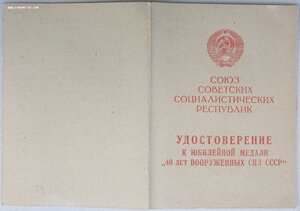 СОЮЗ
СОВЕТСКИХ
СОЦИАЛИСТИЧЕСКИХ
РЕСПУБЛИК
УДОСТОВЕРЕНИЕ
К ЮБИЛЕЙНОЙ МЕДАЛИ
„40 ЛЕТ ВООРУЖЕННЫХ СИЛ СССР“